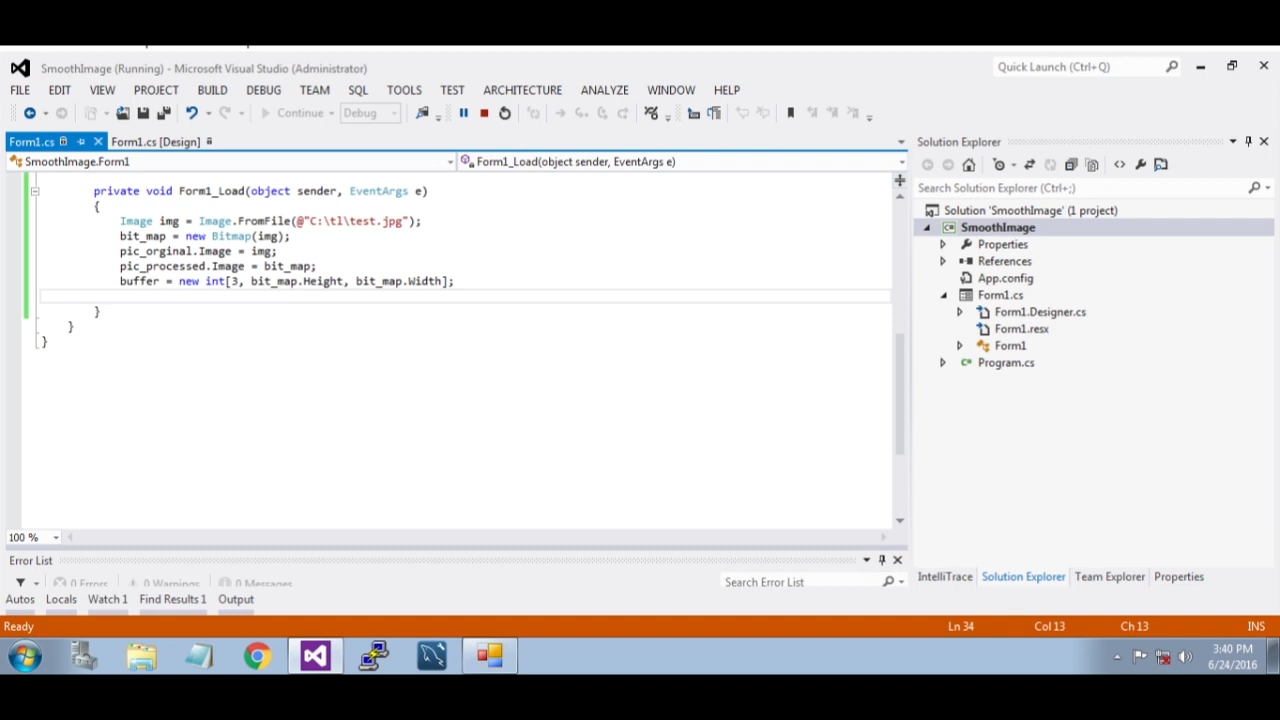 SmoothImage (Running) - Microsoft Visual Studio (Administrator)
Quick Launch (Ctrl+Q)
FILE EDIT VIEW PROJECT BUILD DEBUG TEAM SQL TOOLS TEST ARCHITECTURE ANALYZE WINDOW HELP
Continue Debug
Form1.cs Form1.cs [Design]
SmoothImage.Form1 Form1_Load(object sender, EventArgs e)
private void Form1_Load(object sender, EventArgs e)
{
Image img = Image.FromFile(@"C:\tl\test.jpg");
bit_map = new Bitmap(img);
pic_orginal.Image = img;
pic_processed.Image = bit_map;
buffer = new int[3, bit_map.Height, bit_map.Width];
}
}
}
100 %
Solution Explorer
Search Solution Explorer (Ctrl+;)
Solution 'SmoothImage' (1 project)
SmoothImage
Properties
References
App.config
Form1.cs
Form1.Designer.cs
Form1.resx
Form1
Program.cs
IntelliTrace Solution Explorer Team Explorer Properties
Error List
0 Errors 0 Warnings 0 Messages
Search Error List
Autos Locals Watch 1 Find Results 1 Output
Ready Ln 34 Col 13 Ch 13 INS
3:40 PM
6/24/2016